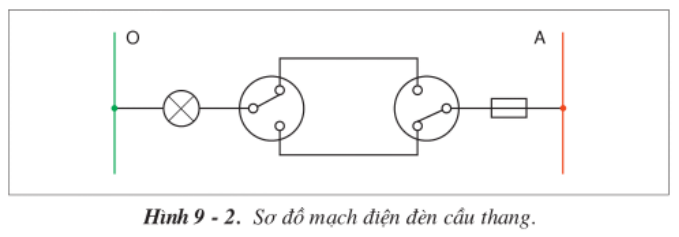 O
A
Hình 9 - 2. Sơ đồ mạch điện đèn cầu thang.